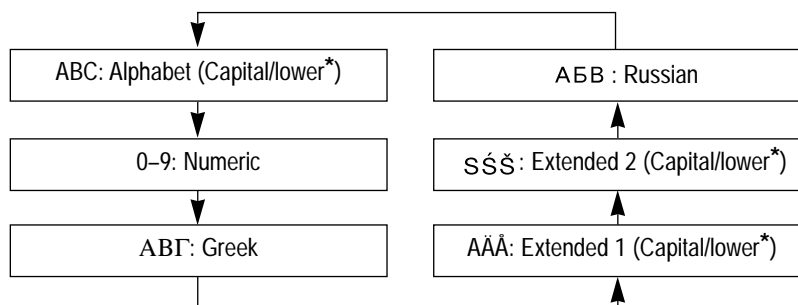 ABC: Alphabet (Capital/lower*)
0–9: Numeric
ΑΒΓ: Greek
АБВ : Russian
SŚŠ: Extended 2 (Capital/lower*)
AÄÅ: Extended 1 (Capital/lower*)